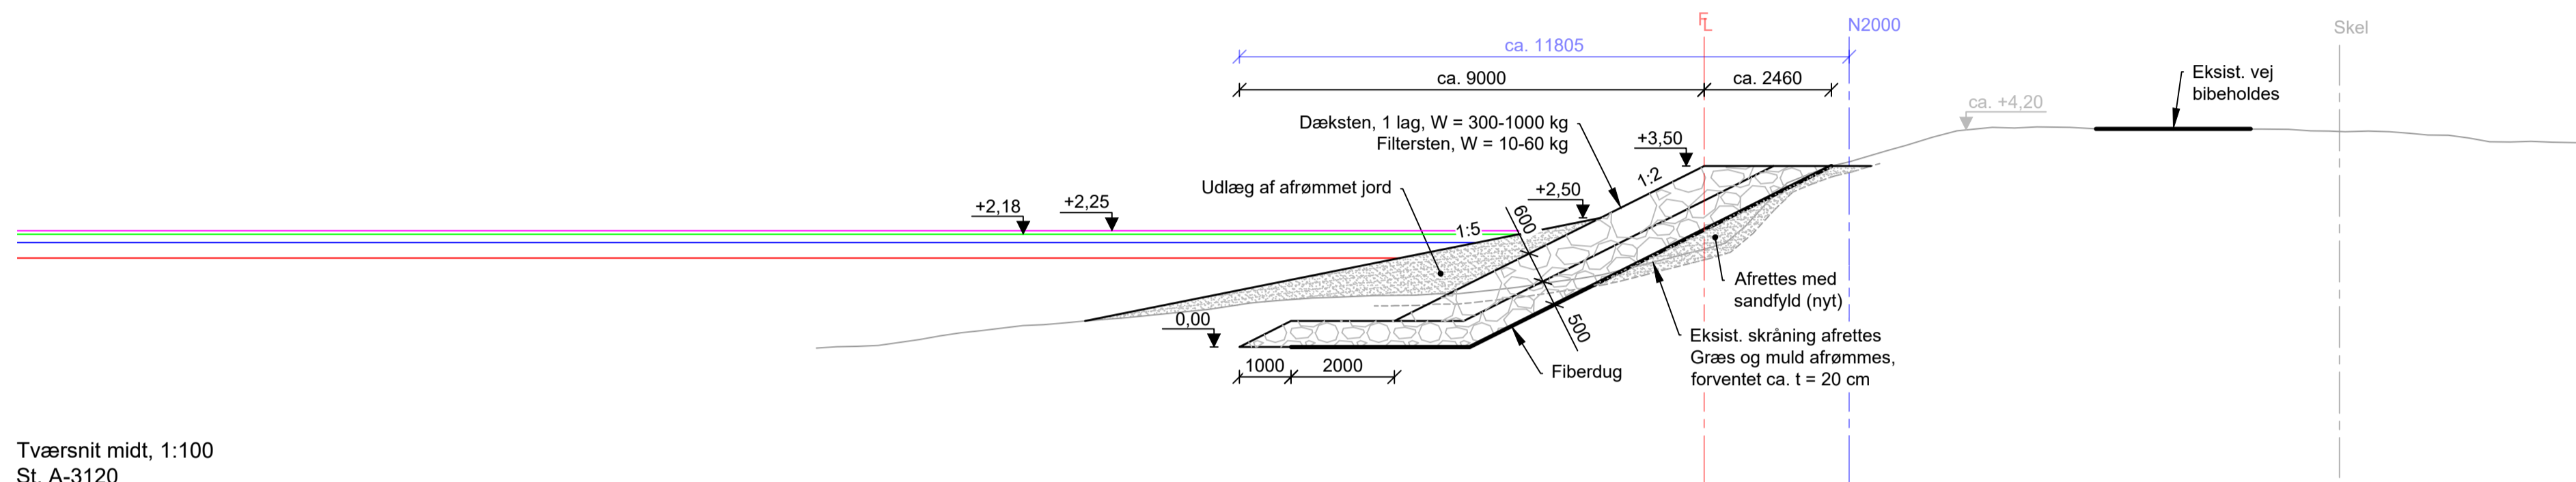 FL
N2000
Skel
ca. 11805
ca. 9000
ca. 2460
Eksist. vej
bibeholdes
ca. +4,20
Dæksten, 1 lag, W = 300-1000 kg
Filtersten, W = 10-60 kg
+3,50
1:2
Udlæg af afrømmet jord
+2,50
+2,18
+2,25
600
1:5
Afrettes med
sandfyld (nyt)
0,00
500
Eksist. skråning afrettes
Græs og muld afrømmes,
forventet ca. t = 20 cm
1000
2000
Fiberdug
Tværsnit midt, 1:100
St. A-3120